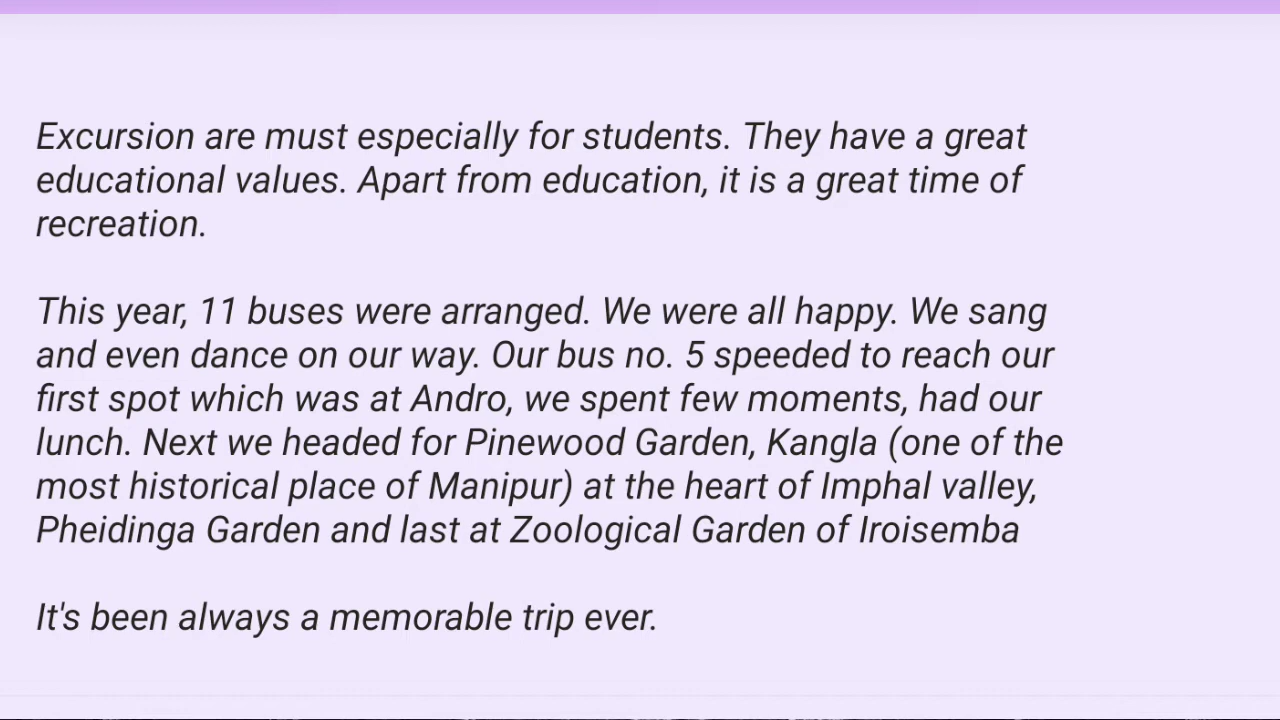 Excursion are must especially for students. They have a great
educational values. Apart from education, it is a great time of
recreation.
This year, 11 buses were arranged. We were all happy. We sang
and even dance on our way. Our bus no. 5 speeded to reach our
first spot which was at Andro, we spent few moments, had our
lunch. Next we headed for Pinewood Garden, Kangla (one of the
most historical place of Manipur) at the heart of Imphal valley,
Pheidinga Garden and last at Zoological Garden of Iroisemba
It's been always a memorable trip ever.